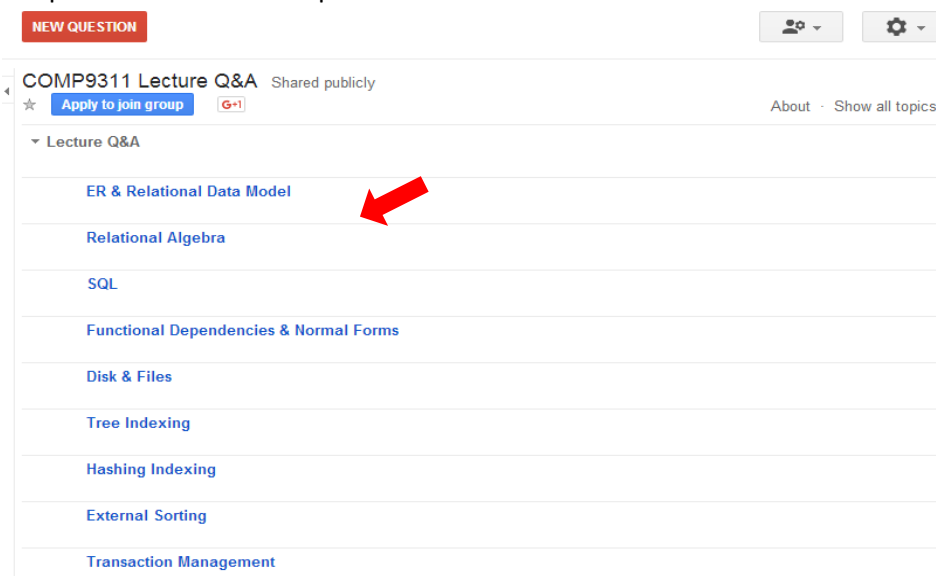 NEW QUESTION
COMP9311 Lecture Q&A Shared publicly
Apply to join group G+1 About · Show all topics
Lecture Q&A
ER & Relational Data Model
Relational Algebra
SQL
Functional Dependencies & Normal Forms
Disk & Files
Tree Indexing
Hashing Indexing
External Sorting
Transaction Management